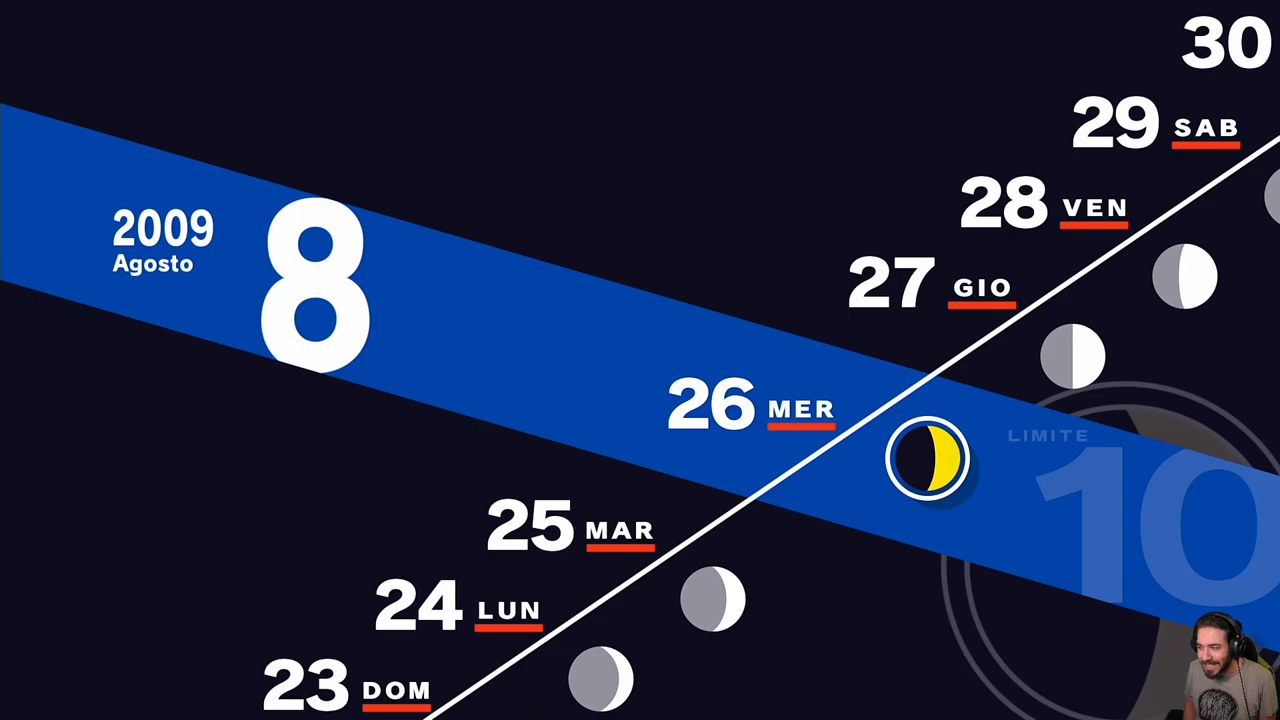 30
29 SAB
28 VEN
2009
Agosto
8
27 GIO
26 MER
LIMITE
10
25 MAR
24 LUN
23 DOM